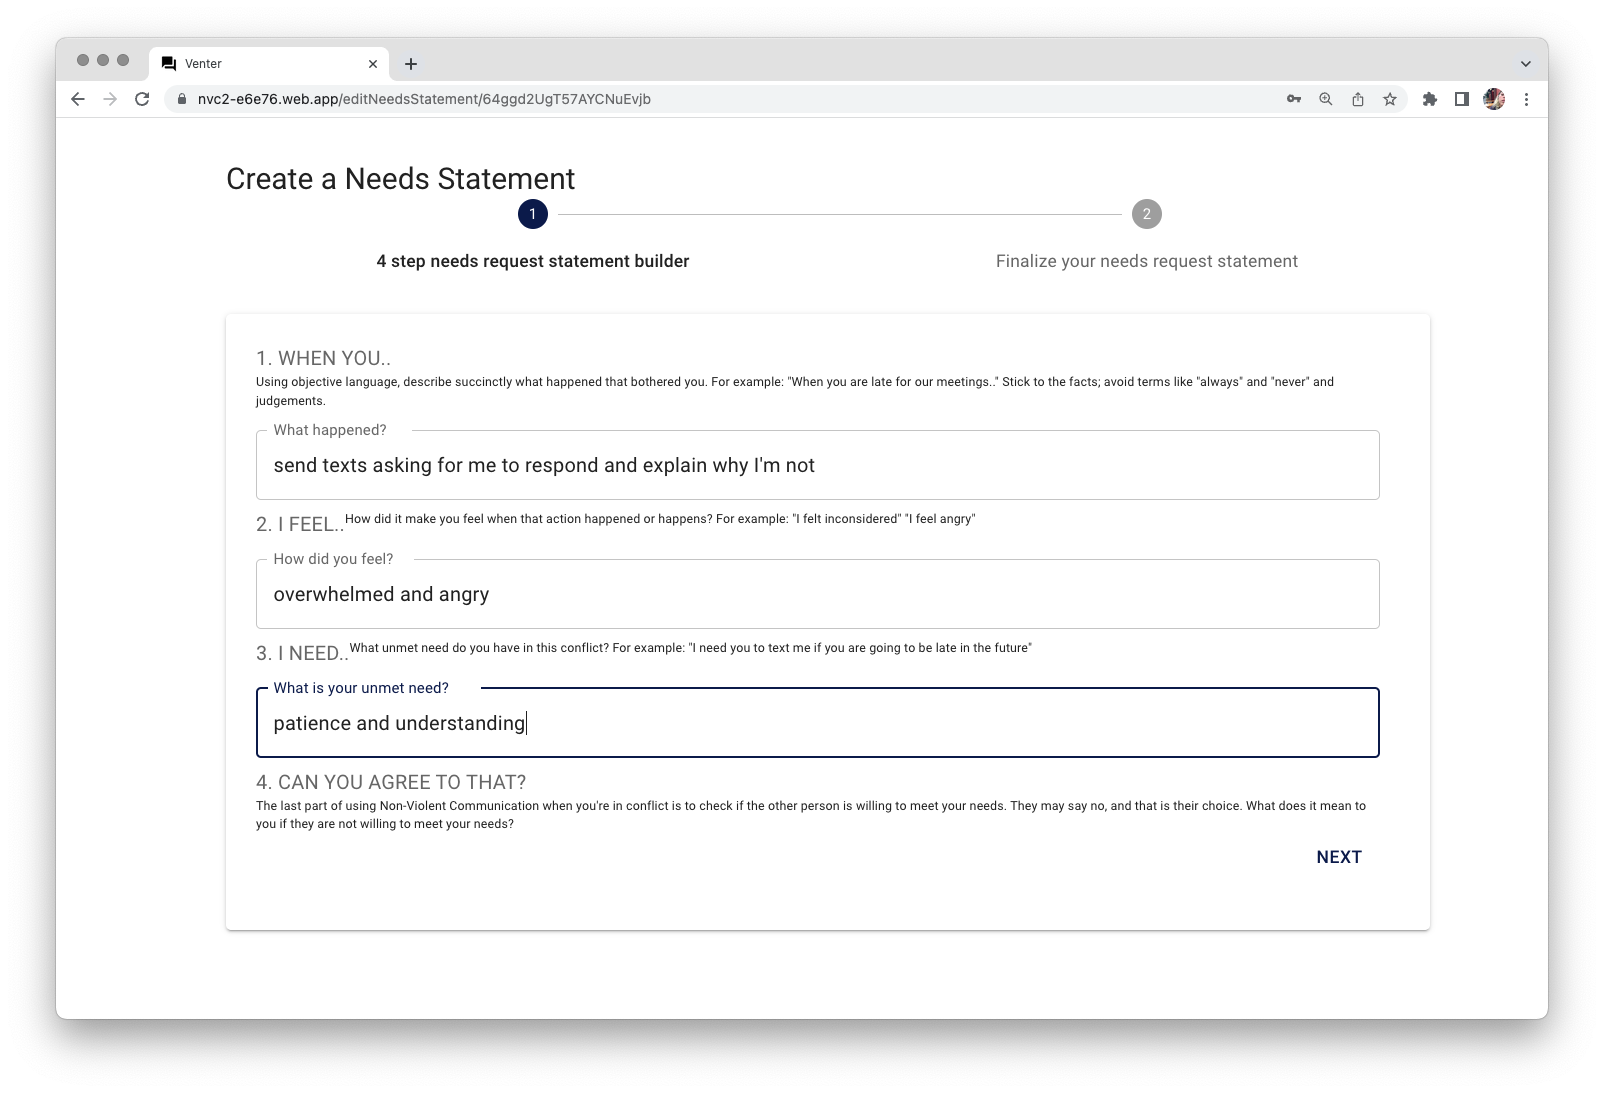 Venter
nvc2-e6e76.web.app/editNeedsStatement/64ggd2UgT57AYCNuEvjb
Create a Needs Statement
1
2
4 step needs request statement builder
Finalize your needs request statement
1. WHEN YOU..
Using objective language, describe succinctly what happened that bothered you. For example: "When you are late for our meetings.." Stick to the facts; avoid terms like "always" and "never" and
judgements.
What happened?
send texts asking for me to respond and explain why I'm not
2. I FEEL..How did it make you feel when that action happened or happens? For example: "I felt inconsidered" "I feel angry"
How did you feel?
overwhelmed and angry
3. I NEED..What unmet need do you have in this conflict? For example: "I need you to text me if you are going to be late in the future"
What is your unmet need?
patience and understanding
4. CAN YOU AGREE TO THAT?
The last part of using Non-Violent Communication when you're in conflict is to check if the other person is willing to meet your needs. They may say no, and that is their choice. What does it mean to
you if they are not willing to meet your needs?
NEXT